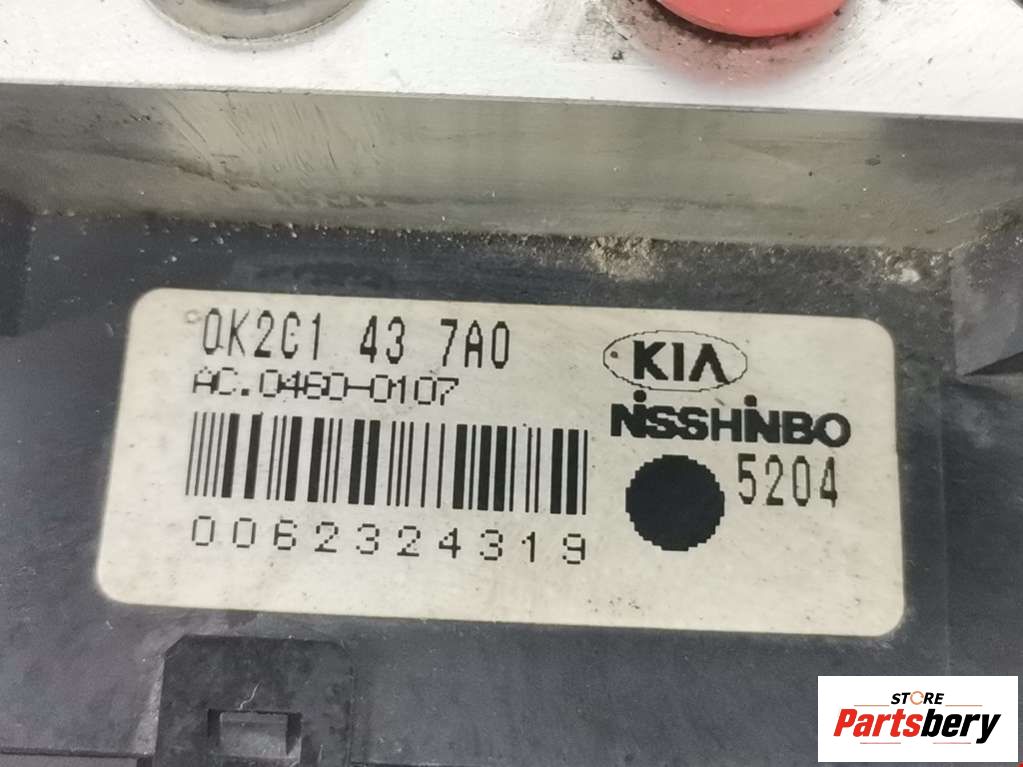 0K2C1 43 7A0
AC.0460-0107
KIA
NISSHINBO
5204
0062324319
STORE
Partsbery